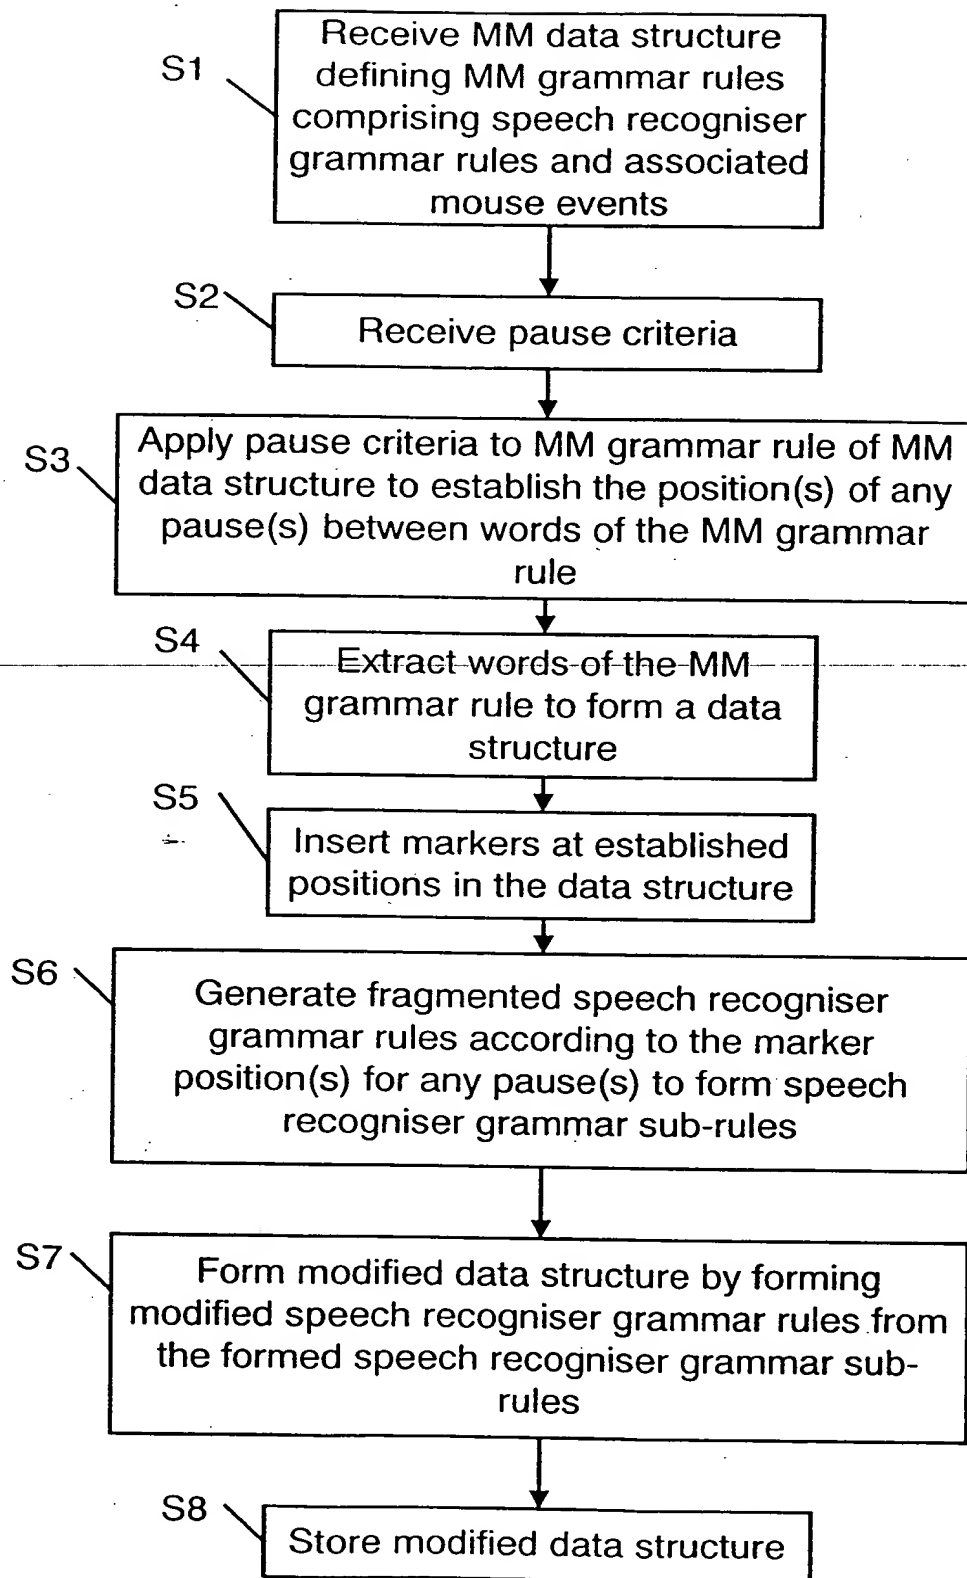 S1
Receive MM data structure
defining MM grammar rules
comprising speech recogniser
grammar rules and associated
mouse events
S2
Receive pause criteria
S3
Apply pause criteria to MM grammar rule of MM
data structure to establish the position(s) of any
pause(s) between words of the MM grammar
rule
S4
Extract words of the MM
grammar rule to form a data
structure
S5
Insert markers at established
positions in the data structure
S6
Generate fragmented speech recogniser
grammar rules according to the marker
position(s) for any pause(s) to form speech
recogniser grammar sub-rules
S7
Form modified data structure by forming
modified speech recogniser grammar rules from
the formed speech recogniser grammar sub-
rules
S8
Store modified data structure